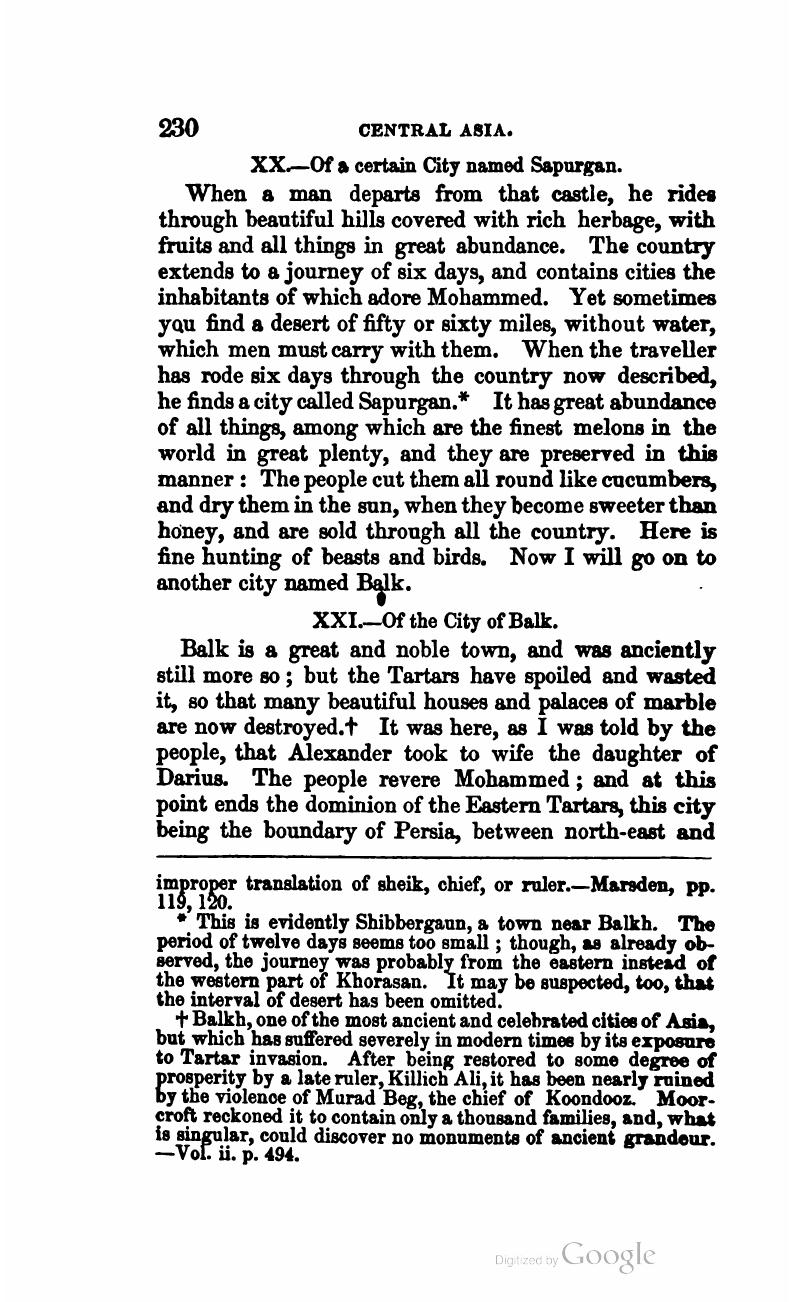 230 CENTRAL ASIA.
XX.—Of a certain City named Sapurgan.
When a man departs from that castle, he rides
through beautiful hills covered with rich herbage, with
fruits and all things in great abundance. The country
extends to a journey of six days, and contains cities the
inhabitants of which adore Mohammed. Yet sometimes
you find a desert of fifty or sixty miles, without water,
which men must carry with them. When the traveller
has rode six days through the country now described,
he finds a city called Sapurgan.* It has great abundance
of all things, among which are the finest melons in the
world in great plenty, and they are preserved in this
manner : The people cut them all round like cucumbers,
and dry them in the sun, when they become sweeter than
honey, and are sold through all the country. Here is
fine hunting of beasts and birds. Now I will go on to
another city named Balk.
XXI.—Of the City of Balk.
Balk is a great and noble town, and was anciently
still more so ; but the Tartars have spoiled and wasted
it, so that many beautiful houses and palaces of marble
are now destroyed.† It was here, as I was told by the
people, that Alexander took to wife the daughter of
Darius. The people revere Mohammed ; and at this
point ends the dominion of the Eastern Tartars, this city
being the boundary of Persia, between north-east and
improper translation of sheik, chief, or ruler.—Marsden, pp.
119, 120.
* This is evidently Shibbergaun, a town near Balkh. The
period of twelve days seems too small ; though, as already ob-
served, the journey was probably from the eastern instead of
the western part of Khorasan. It may be suspected, too, that
the interval of desert has been omitted.
† Balkh, one of the most ancient and celebrated cities of Asia,
but which has suffered severely in modern times by its exposure
to Tartar invasion. After being restored to some degree of
prosperity by a late ruler, Killich Ali, it has been nearly ruined
by the violence of Murad Beg, the chief of Koondooz. Moor-
croft reckoned it to contain only a thousand families, and, what
is singular, could discover no monuments of ancient grandeur.
—Vol. ii. p. 494.
Digitized by Google